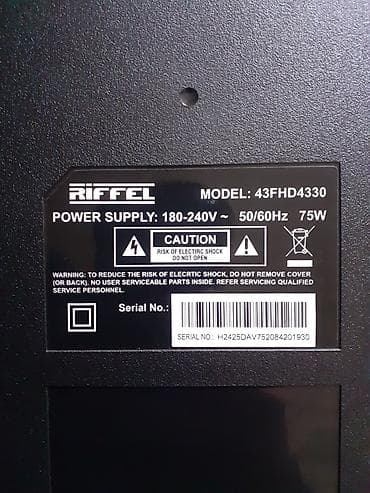 RIFFEL MODEL: 43FHD4330
POWER SUPPLY: 180-240V ~ 50/60Hz 75W
CAUTION
RISK OF ELECTIRC SHOCK
DO NOT OPEN
WARNING: TO REDUCE THE RISK OF ELECRTIC SHOCK, DO NOT REMOVE COVER
(OR BACK). NO USER SERVICEABLE PARTS INSIDE. REFER SERVICING QUALIFIED
SERVICE PERSONNEL.
Serial No.:
SERIAL NO.: H2425DAV752084201930